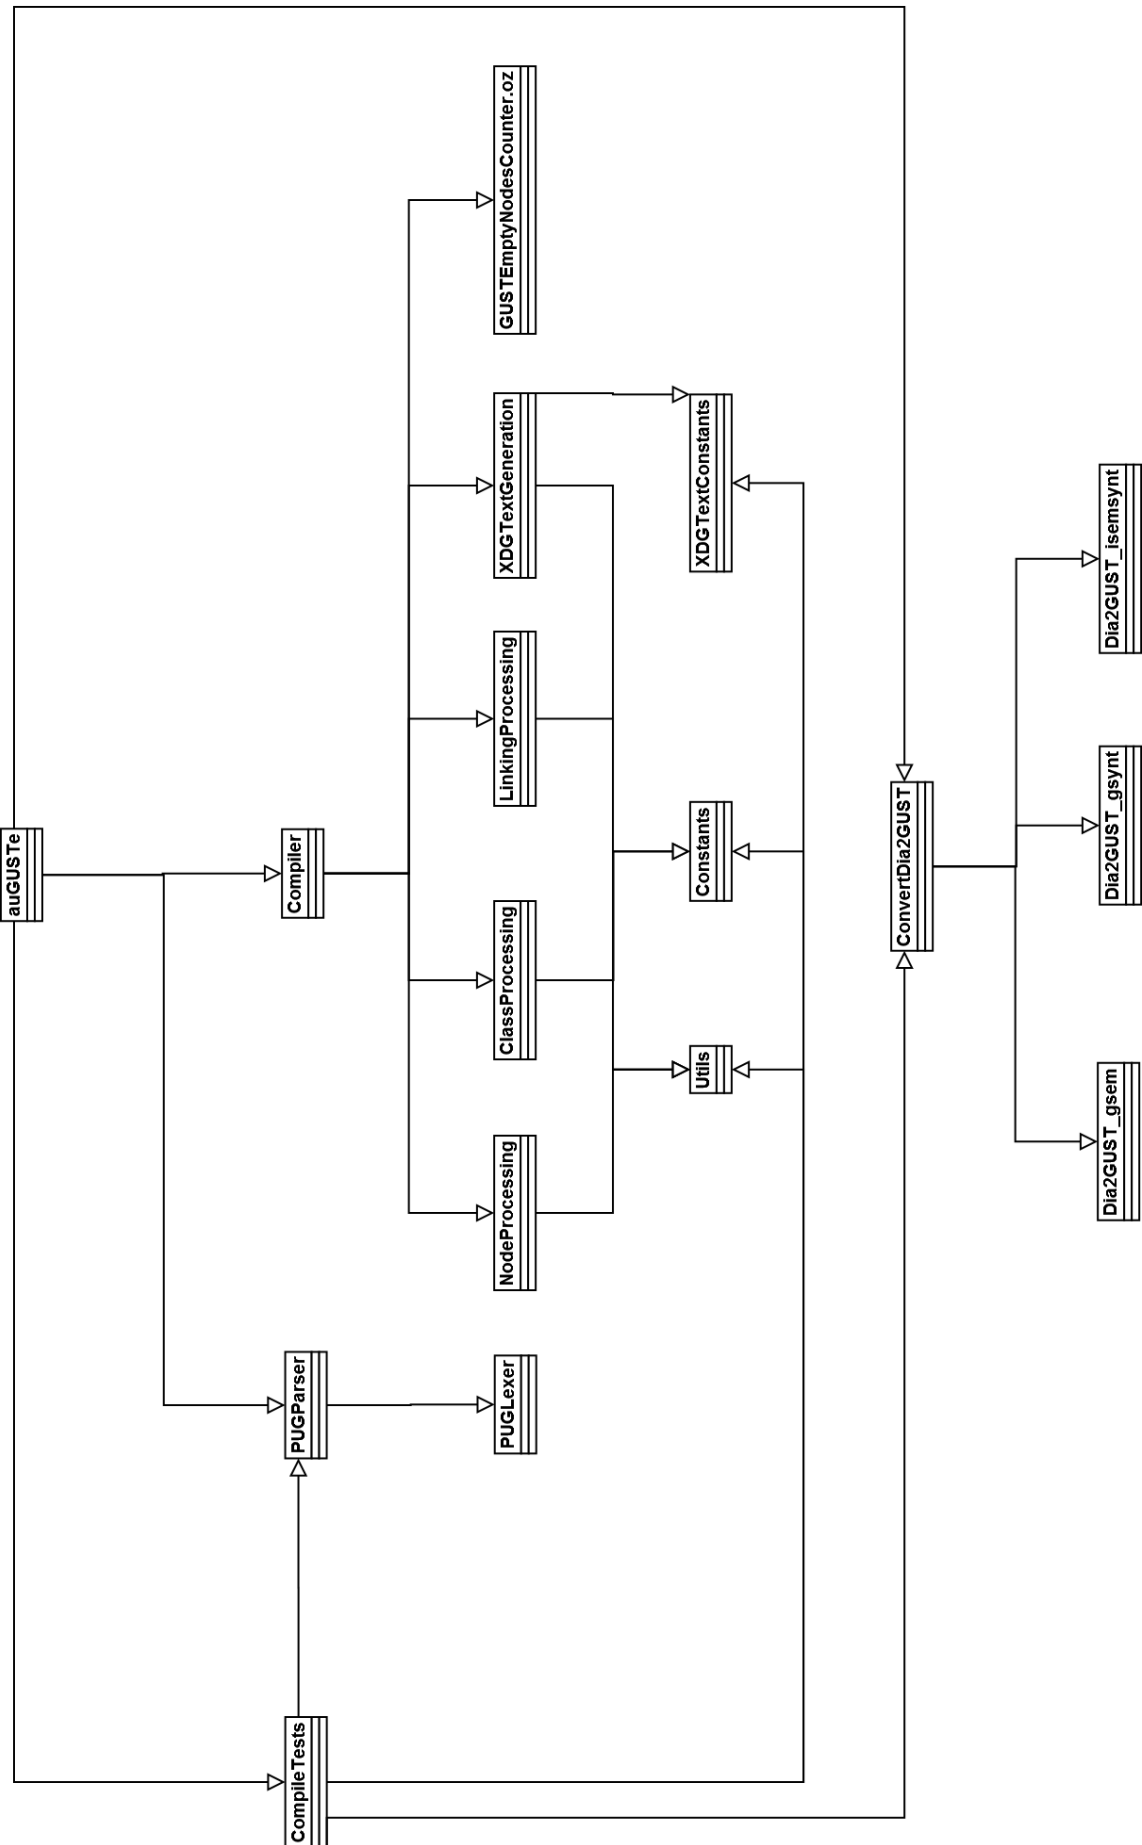 auGUSTe
CompileTests
PUGParser
Compiler
PUGLexer
NodeProcessing
ClassProcessing
LinkingProcessing
XDGTextGeneration
GUSTEmptyNodesCounter.oz
Utils
Constants
XDGTextConstants
ConvertDia2GUST
Dia2GUST_gsem
Dia2GUST_gsynt
Dia2GUST_isemsynt